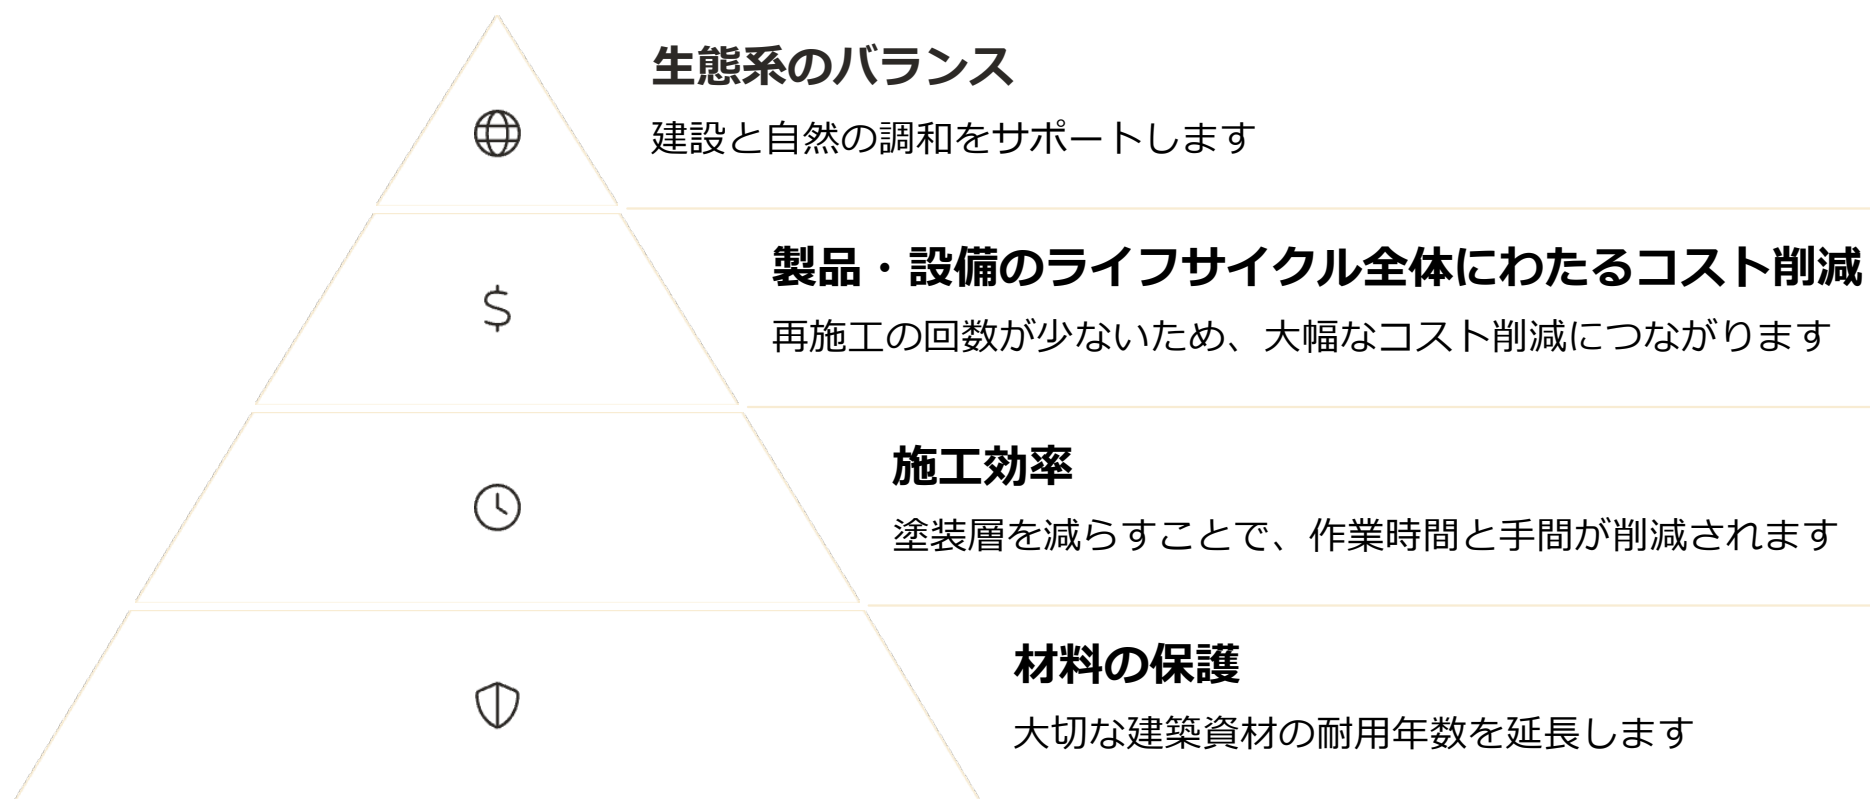 生態系のバランス
建設と自然の調和をサポートします
製品・設備のライフサイクル全体にわたるコスト削減
再施工の回数が少ないため、大幅なコスト削減につながります
施工効率
塗装層を減らすことで、作業時間と手間が削減されます
材料の保護
大切な建築資材の耐用年数を延長します